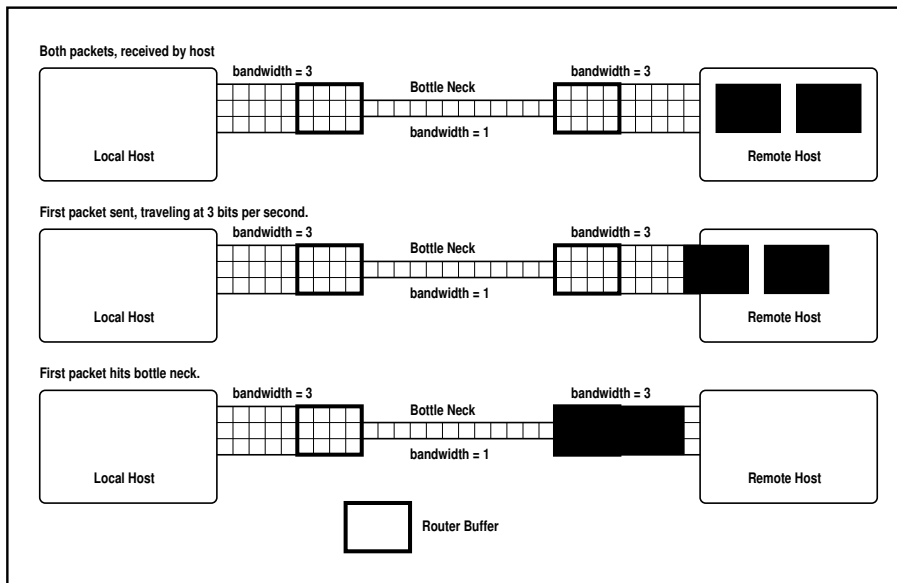 Both packets, received by host
bandwidth = 3
bandwidth = 3
Bottle Neck
bandwidth = 1
Local Host
Remote Host
First packet sent, traveling at 3 bits per second.
bandwidth = 3
bandwidth = 3
Bottle Neck
bandwidth = 1
Local Host
Remote Host
First packet hits bottle neck.
bandwidth = 3
bandwidth = 3
Bottle Neck
bandwidth = 1
Local Host
Remote Host
Router Buffer